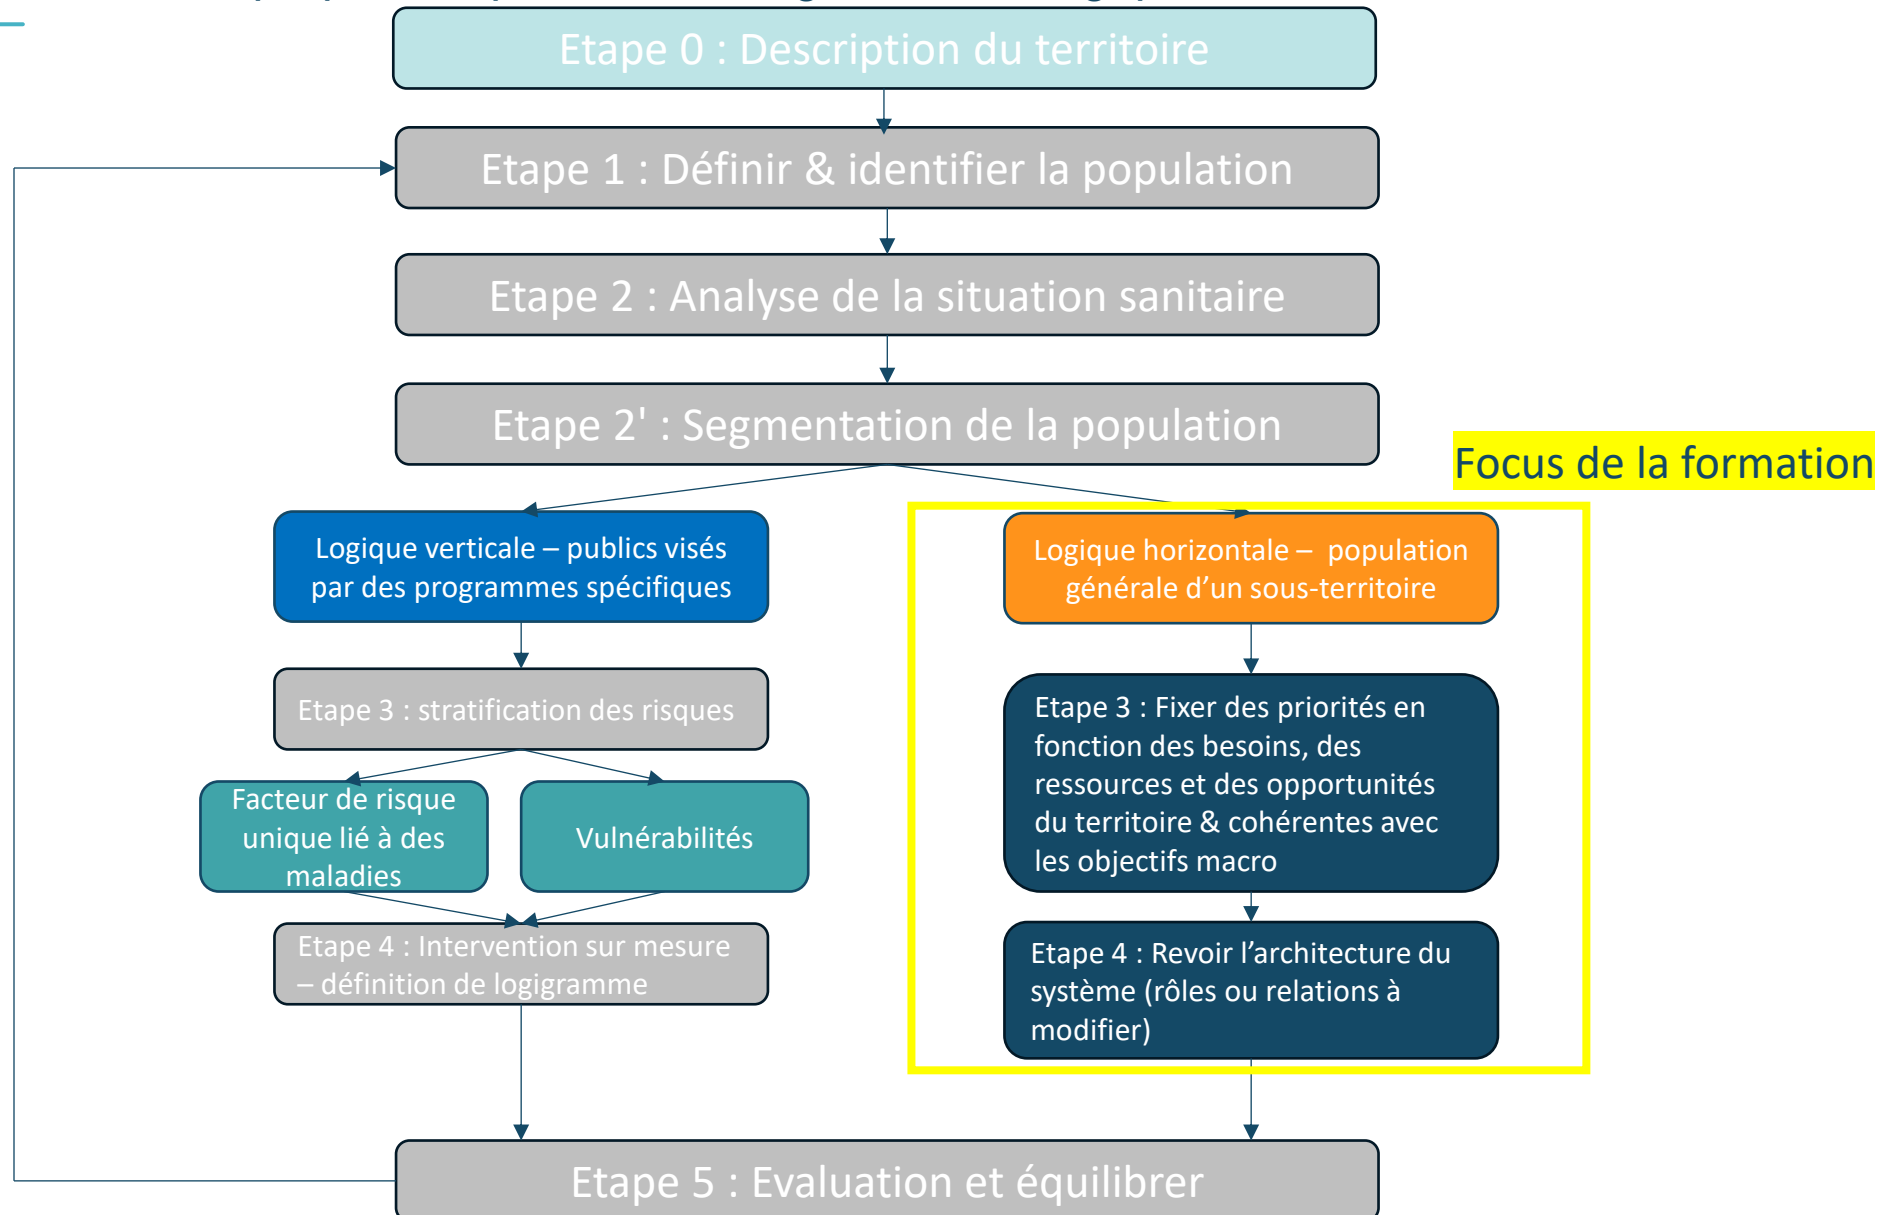 Etape 0 : Description du territoire
Etape 1 : Définir & identifier la population
Etape 2 : Analyse de la situation sanitaire
Etape 2' : Segmentation de la population
Focus de la formation
Logique verticale – publics visés
par des programmes spécifiques
Logique horizontale – population
générale d’un sous-territoire
Etape 3 : stratification des risques
Facteur de risque
unique lié à des
maladies
Vulnérabilités
Etape 4 : Intervention sur mesure
– définition de logigramme
Etape 3 : Fixer des priorités en
fonction des besoins, des
ressources et des opportunités
du territoire & cohérentes avec
les objectifs macro
Etape 4 : Revoir l’architecture du
système (rôles ou relations à
modifier)
Etape 5 : Evaluation et équilibrer